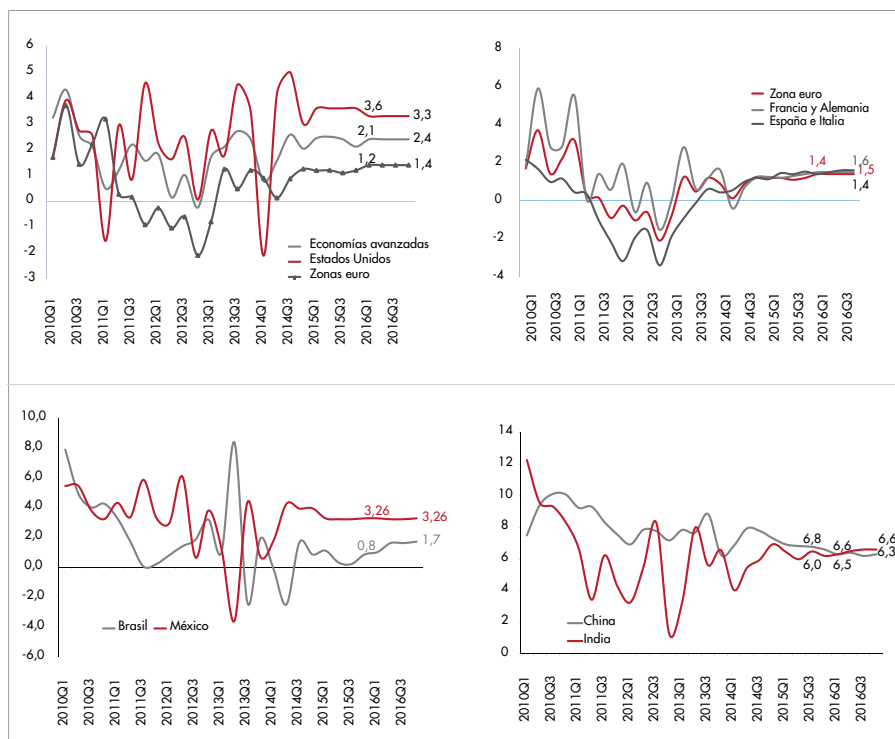 6
5
4
3
2
1
0
-1
-2
-3
3,6
3,3
2,1
2,4
1,2
1,4
Economías avanzadas
Estados Unidos
Zonas euro
2010Q1
2010Q3
2011Q1
2011Q3
2012Q1
2012Q3
2013Q1
2013Q3
2014Q1
2014Q3
2015Q1
2015Q3
2016Q1
2016Q3
8
6
4
2
0
-2
-4
Zona euro
Francia y Alemania
España e Italia
1,4
1,6
1,5
1,4
2010Q1
2010Q3
2011Q1
2011Q3
2012Q1
2012Q3
2013Q1
2013Q3
2014Q1
2014Q3
2015Q1
2015Q3
2016Q1
2016Q3
10,0
8,0
6,0
4,0
2,0
0,0
-2,0
-4,0
-6,0
3,26
3,26
0,8
1,7
Brasil
México
2010Q1
2010Q3
2011Q1
2011Q3
2012Q1
2012Q3
2013Q1
2013Q3
2014Q1
2014Q3
2015Q1
2015Q3
2016Q1
2016Q3
14
12
10
8
6
4
2
0
6,8
6,6
6,6
6,0
6,5
6,3
China
India
2010Q1
2010Q3
2011Q1
2011Q3
2012Q1
2012Q3
2013Q1
2013Q3
2014Q1
2014Q3
2015Q1
2015Q3
2016Q1
2016Q3